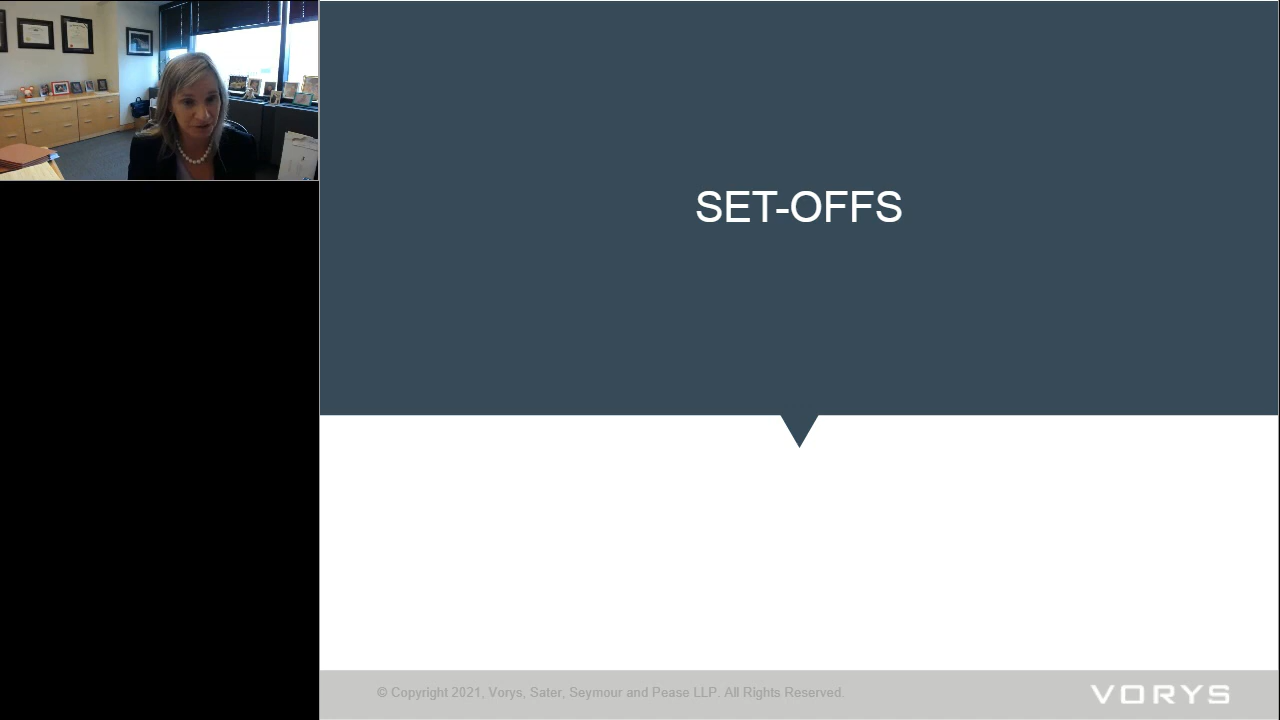 SET-OFFS
© Copyright 2021, Vorys, Sater, Seymour and Pease LLP. All Rights Reserved.
VORYS